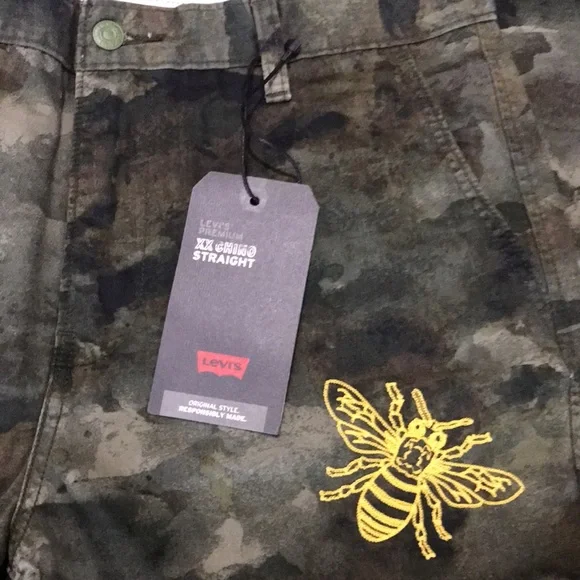 LEVI'S
PREMIUM
XX CHINO
STRAIGHT
LEVI'S
ORIGINAL STYLE.
RESPONSIBLY MADE.